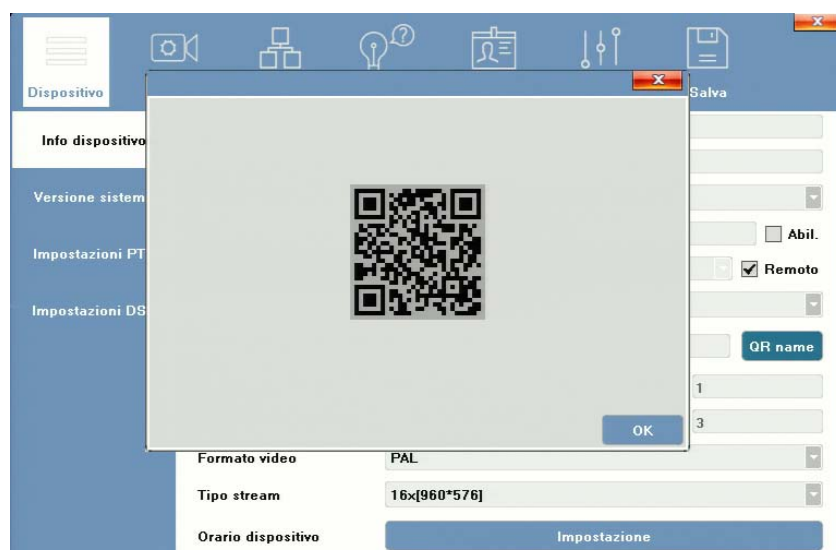 Dispositivo
Salva
Info dispositivo
Versione sistem
Abil.
Impostazioni PT
Remoto
Impostazioni DS
QR name
1
3
OK
Formato video
PAL
Tipo stream
16x[960*576]
Orario dispositivo
Impostazione